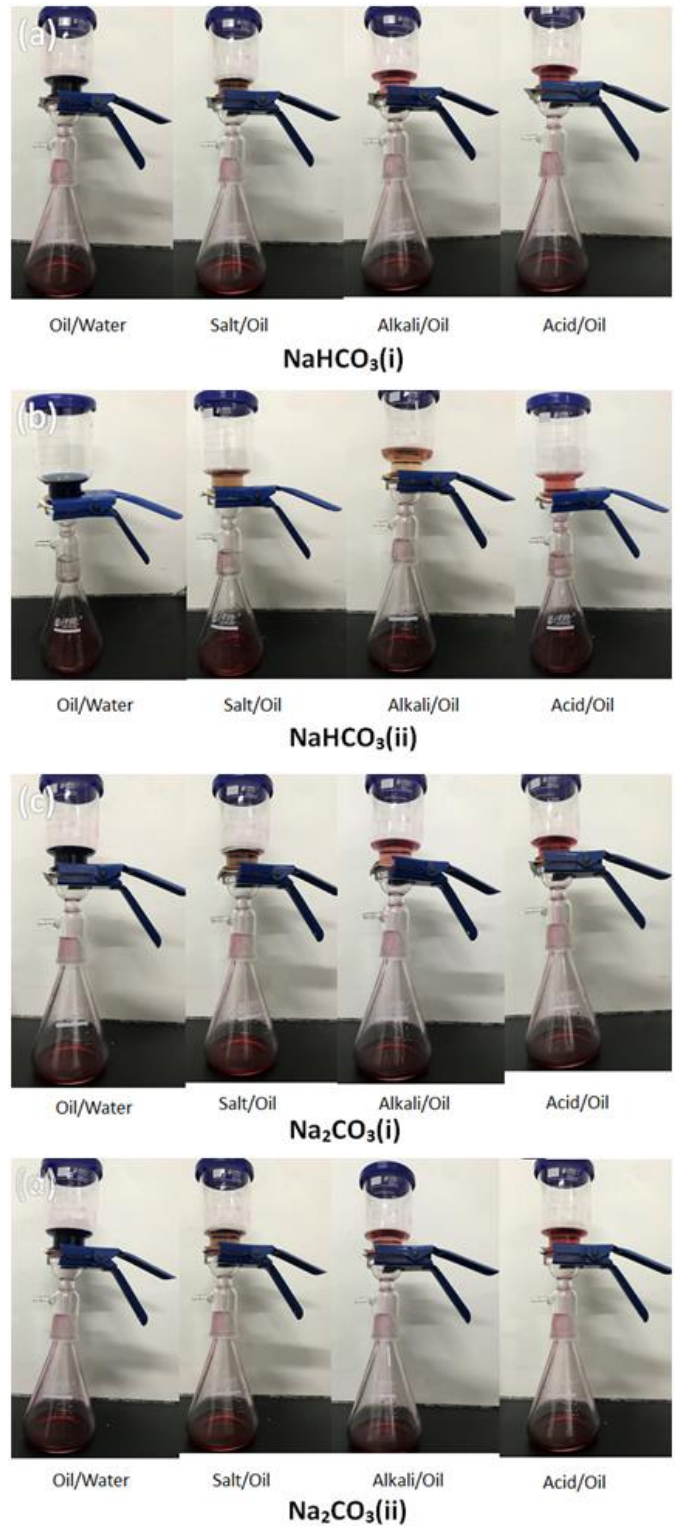 (a)
Oil/Water Salt/Oil Alkali/Oil Acid/Oil
NaHCO₃(i)
(b)
Oil/Water Salt/Oil Alkali/Oil Acid/Oil
NaHCO₃(ii)
(c)
Oil/Water Salt/Oil Alkali/Oil Acid/Oil
Na₂CO₃(i)
(d)
Oil/Water Salt/Oil Alkali/Oil Acid/Oil
Na₂CO₃(ii)